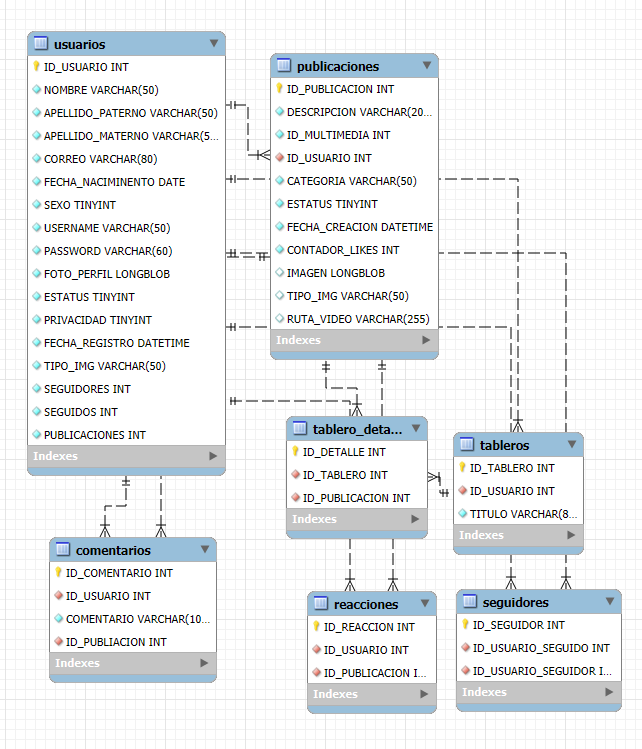 usuarios
ID_USUARIO INT
NOMBRE VARCHAR(50)
APELLIDO_PATERNO VARCHAR(50)
APELLIDO_MATERNO VARCHAR(5...
CORREO VARCHAR(80)
FECHA_NACIMINENTO DATE
SEXO TINYINT
USERNAME VARCHAR(50)
PASSWORD VARCHAR(60)
FOTO_PERFIL LONGBLOB
ESTATUS TINYINT
PRIVACIDAD TINYINT
FECHA_REGISTRO DATETIME
TIPO_IMG VARCHAR(50)
SEGUIDORES INT
SEGUIDOS INT
PUBLICACIONES INT
Indexes
publicaciones
ID_PUBLICACION INT
DESCRIPCION VARCHAR(20...
ID_MULTIMEDIA INT
ID_USUARIO INT
CATEGORIA VARCHAR(50)
ESTATUS TINYINT
FECHA_CREACION DATETIME
CONTADOR_LIKES INT
IMAGEN LONGBLOB
TIPO_IMG VARCHAR(50)
RUTA_VIDEO VARCHAR(255)
Indexes
tablero_deta...
ID_DETALLE INT
ID_TABLERO INT
ID_PUBLICACION INT
Indexes
tableros
ID_TABLERO INT
ID_USUARIO INT
TITULO VARCHAR(8...
Indexes
comentarios
ID_COMENTARIO INT
ID_USUARIO INT
COMENTARIO VARCHAR(10...
ID_PUBLIACION INT
Indexes
reacciones
ID_REACCION INT
ID_USUARIO INT
ID_PUBLICACION I...
Indexes
seguidores
ID_SEGUIDOR INT
ID_USUARIO_SEGUIDO INT
ID_USUARIO_SEGUIDOR I...
Indexes